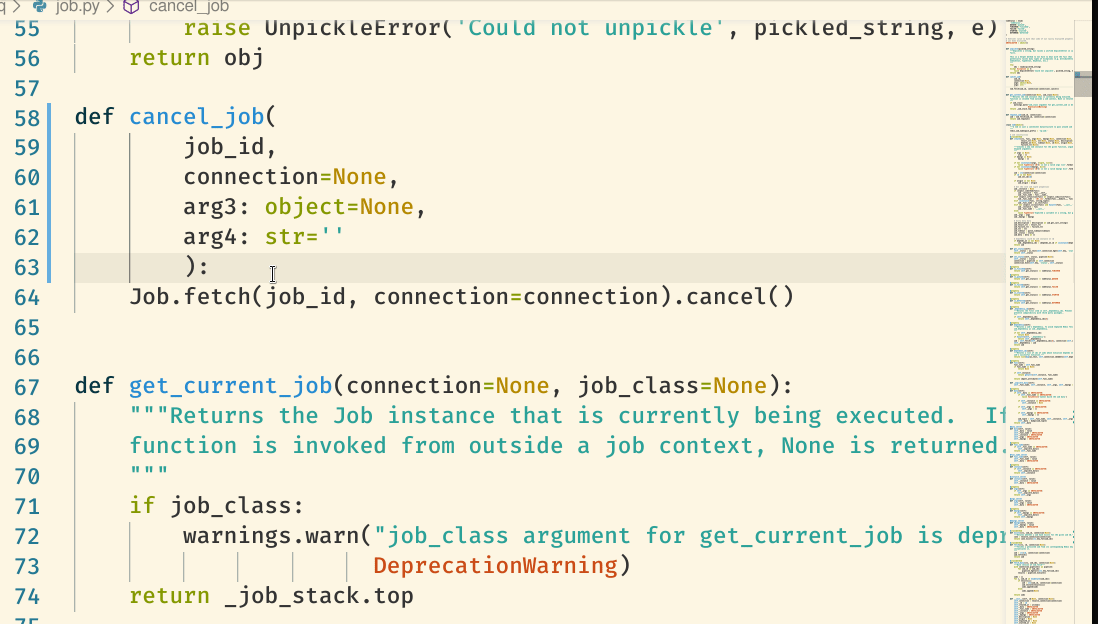 q > job.py > cancel_job
55 raise UnpickleError('Could not unpickle', pickled_string, e)
56 return obj
57
58 def cancel_job(
59 job_id,
60 connection=None,
61 arg3: object=None,
62 arg4: str=''
63 ):
64 Job.fetch(job_id, connection=connection).cancel()
65
66
67 def get_current_job(connection=None, job_class=None):
68 """Returns the Job instance that is currently being executed.  If
69 function is invoked from outside a job context, None is returned.
70 """
71 if job_class:
72 warnings.warn("job_class argument for get_current_job is depr
73 DeprecationWarning)
74 return _job_stack.top
75